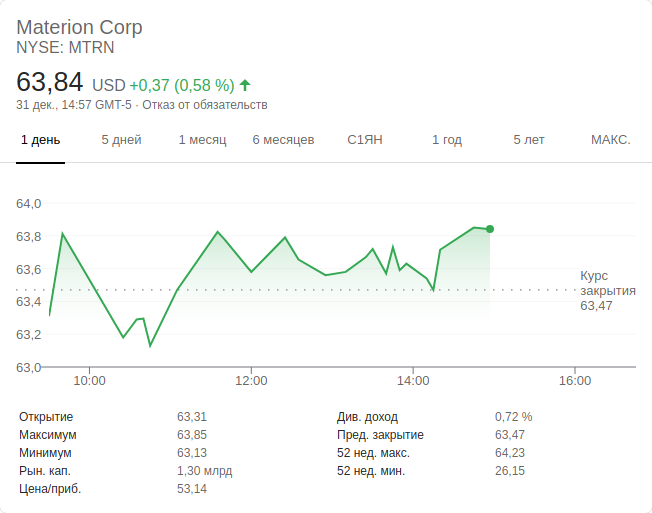 Materion Corp
NYSE: MTRN
63,84 USD +0,37 (0,58 %)
31 дек., 14:57 GMT-5 · Отказ от обязательств
1 день 5 дней 1 месяц 6 месяцев С1ЯН 1 год 5 лет МАКС.
64,0
63,8
63,6
63,4
63,2
63,0
Курс
закрытия
63,47
10:00 12:00 14:00 16:00
Открытие 63,31
Максимум 63,85
Минимум 63,13
Рын. кап. 1,30 млрд
Цена/приб. 53,14
Див. доход 0,72 %
Пред. закрытие 63,47
52 нед. макс. 64,23
52 нед. мин. 26,15